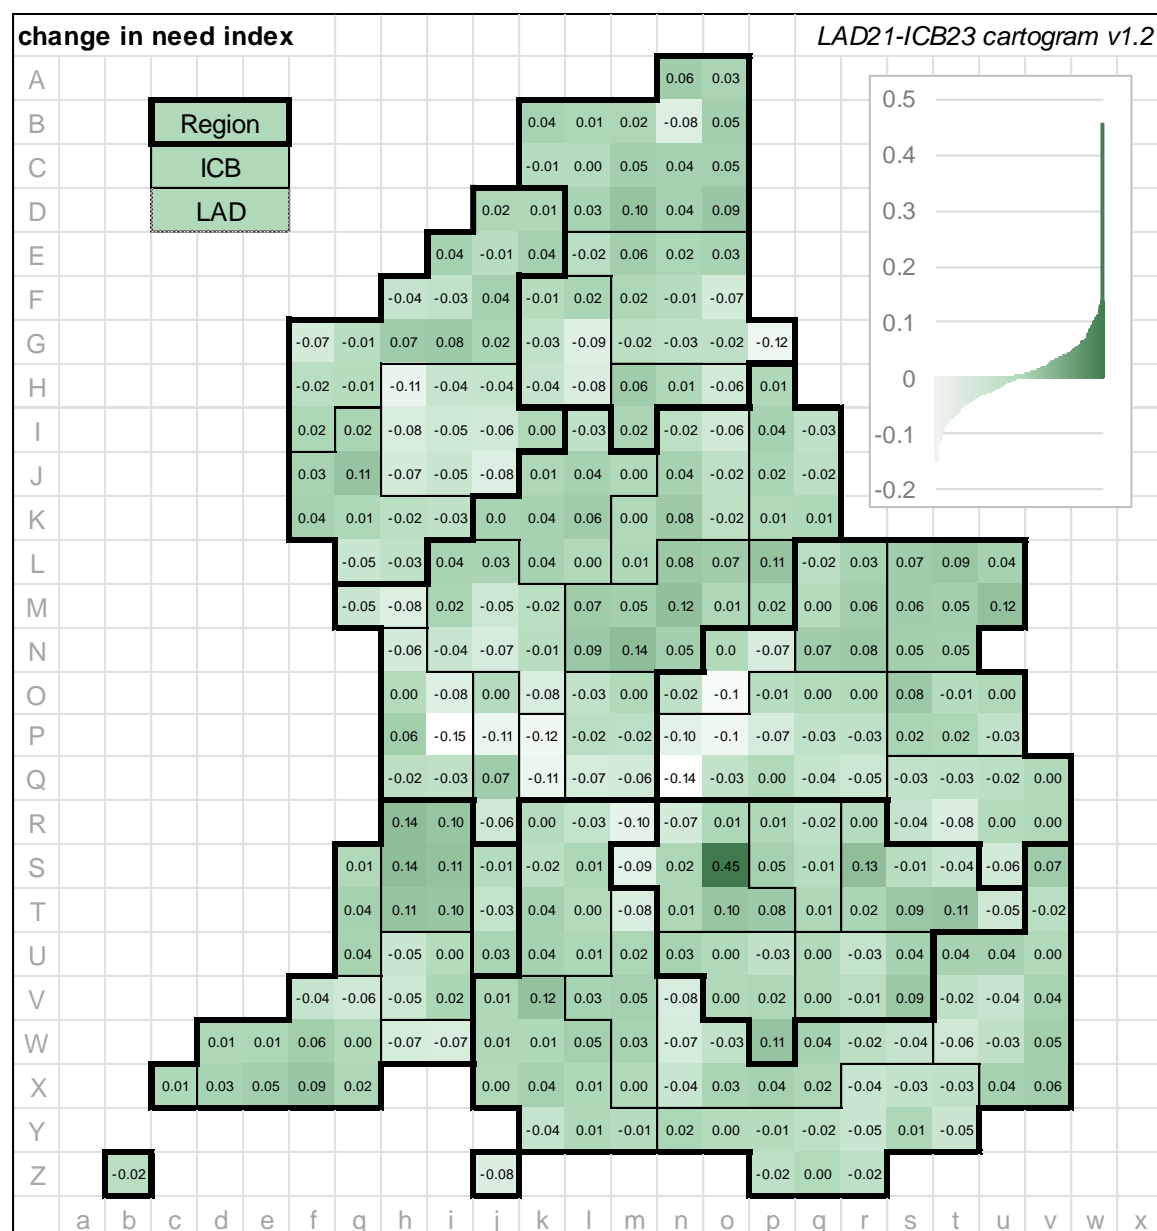 change in need index LAD21-ICB23 cartogram v1.2
A 0.06 0.03
0.5
B Region 0.04 0.01 0.02 -0.08 0.05
0.4
C ICB -0.01 0.00 0.05 0.04 0.05
D LAD 0.02 0.01 0.03 0.10 0.04 0.09
0.3
E 0.04 -0.01 0.04 -0.02 0.06 0.02 0.03
0.2
F -0.04 -0.03 0.04 -0.01 0.02 0.02 -0.01 -0.07
0.1
G -0.07 -0.01 0.07 0.08 0.02 -0.03 -0.09 -0.02 -0.03 -0.02 -0.12
0
H -0.02 -0.01 -0.11 -0.04 -0.04 -0.04 -0.08 0.06 0.01 -0.06 0.01
I 0.02 0.02 -0.08 -0.05 -0.06 0.00 -0.03 0.02 -0.02 -0.06 0.04 -0.03
-0.1
J 0.03 0.11 -0.07 -0.05 -0.08 0.01 0.04 0.00 0.04 -0.02 0.02 -0.02
-0.2
K 0.04 0.01 -0.02 -0.03 0.0 0.04 0.06 0.00 0.08 -0.02 0.01 0.01
L -0.05 -0.03 0.04 0.03 0.04 0.00 0.01 0.08 0.07 0.11 -0.02 0.03 0.07 0.09 0.04
M -0.05 -0.08 0.02 -0.05 -0.02 0.07 0.05 0.12 0.01 0.02 0.00 0.06 0.06 0.05 0.12
N -0.06 -0.04 -0.07 -0.01 0.09 0.14 0.05 0.0 -0.07 0.07 0.08 0.05 0.05
O 0.00 -0.08 0.00 -0.08 -0.03 0.00 -0.02 -0.1 -0.01 0.00 0.00 0.08 -0.01 0.00
P 0.06 -0.15 -0.11 -0.12 -0.02 -0.02 -0.10 -0.1 -0.07 -0.03 -0.03 0.02 0.02 -0.03
Q -0.02 -0.03 0.07 -0.11 -0.07 -0.06 -0.14 -0.03 0.00 -0.04 -0.05 -0.03 -0.03 -0.02 0.00
R 0.14 0.10 -0.06 0.00 -0.03 -0.10 -0.07 0.01 0.01 -0.02 0.00 -0.04 -0.08 0.00 0.00
S 0.01 0.14 0.11 -0.01 -0.02 0.01 -0.09 0.02 0.45 0.05 -0.01 0.13 -0.01 -0.04 -0.06 0.07
T 0.04 0.11 0.10 -0.03 0.04 0.00 -0.08 0.01 0.10 0.08 0.01 0.02 0.09 0.11 -0.05 -0.02
U 0.04 -0.05 0.00 0.03 0.04 0.01 0.02 0.03 0.00 -0.03 0.00 -0.03 0.04 0.04 0.04 0.00
V -0.04 -0.06 -0.05 0.02 0.01 0.12 0.03 0.05 -0.08 0.00 0.02 0.00 -0.01 0.09 -0.02 -0.04 0.04
W 0.01 0.01 0.06 0.00 -0.07 -0.07 0.01 0.01 0.05 0.03 -0.07 -0.03 0.11 0.04 -0.02 -0.04 -0.06 -0.03 0.05
X 0.01 0.03 0.05 0.09 0.02 0.00 0.04 0.01 0.00 -0.04 0.03 0.04 0.02 -0.04 -0.03 -0.03 0.04 0.06
Y -0.04 0.01 -0.01 0.02 0.00 -0.01 -0.02 -0.05 0.01 -0.05
Z -0.02 -0.08 -0.02 0.00 -0.02
a b c d e f g h i j k l m n o p q r s t u v w x